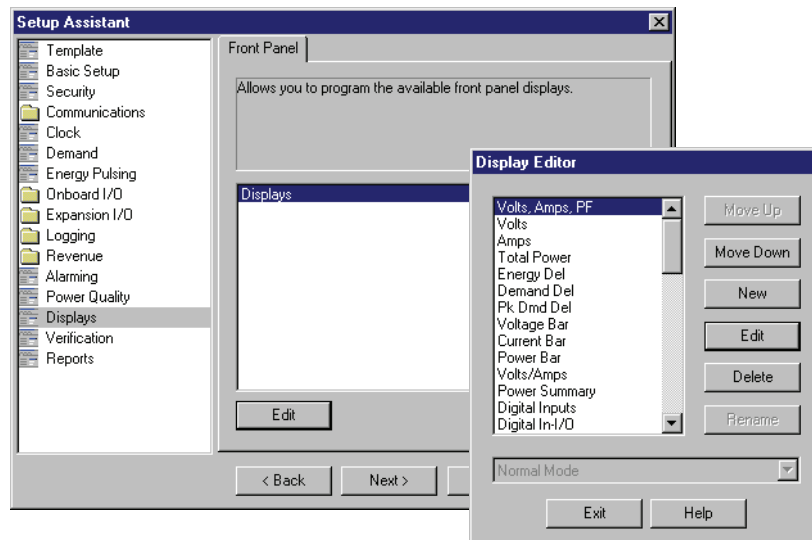 Setup Assistant
Template
Basic Setup
Security
Communications
Clock
Demand
Energy Pulsing
Onboard I/O
Expansion I/O
Logging
Revenue
Alarming
Power Quality
Displays
Verification
Reports
Front Panel
Allows you to program the available front panel displays.
Displays
Edit
< Back
Next >
Display Editor
Volts, Amps, PF
Volts
Amps
Total Power
Energy Del
Demand Del
Pk Dmd Del
Voltage Bar
Current Bar
Power Bar
Volts/Amps
Power Summary
Digital Inputs
Digital In-I/O
Move Up
Move Down
New
Edit
Delete
Rename
Normal Mode
Exit
Help